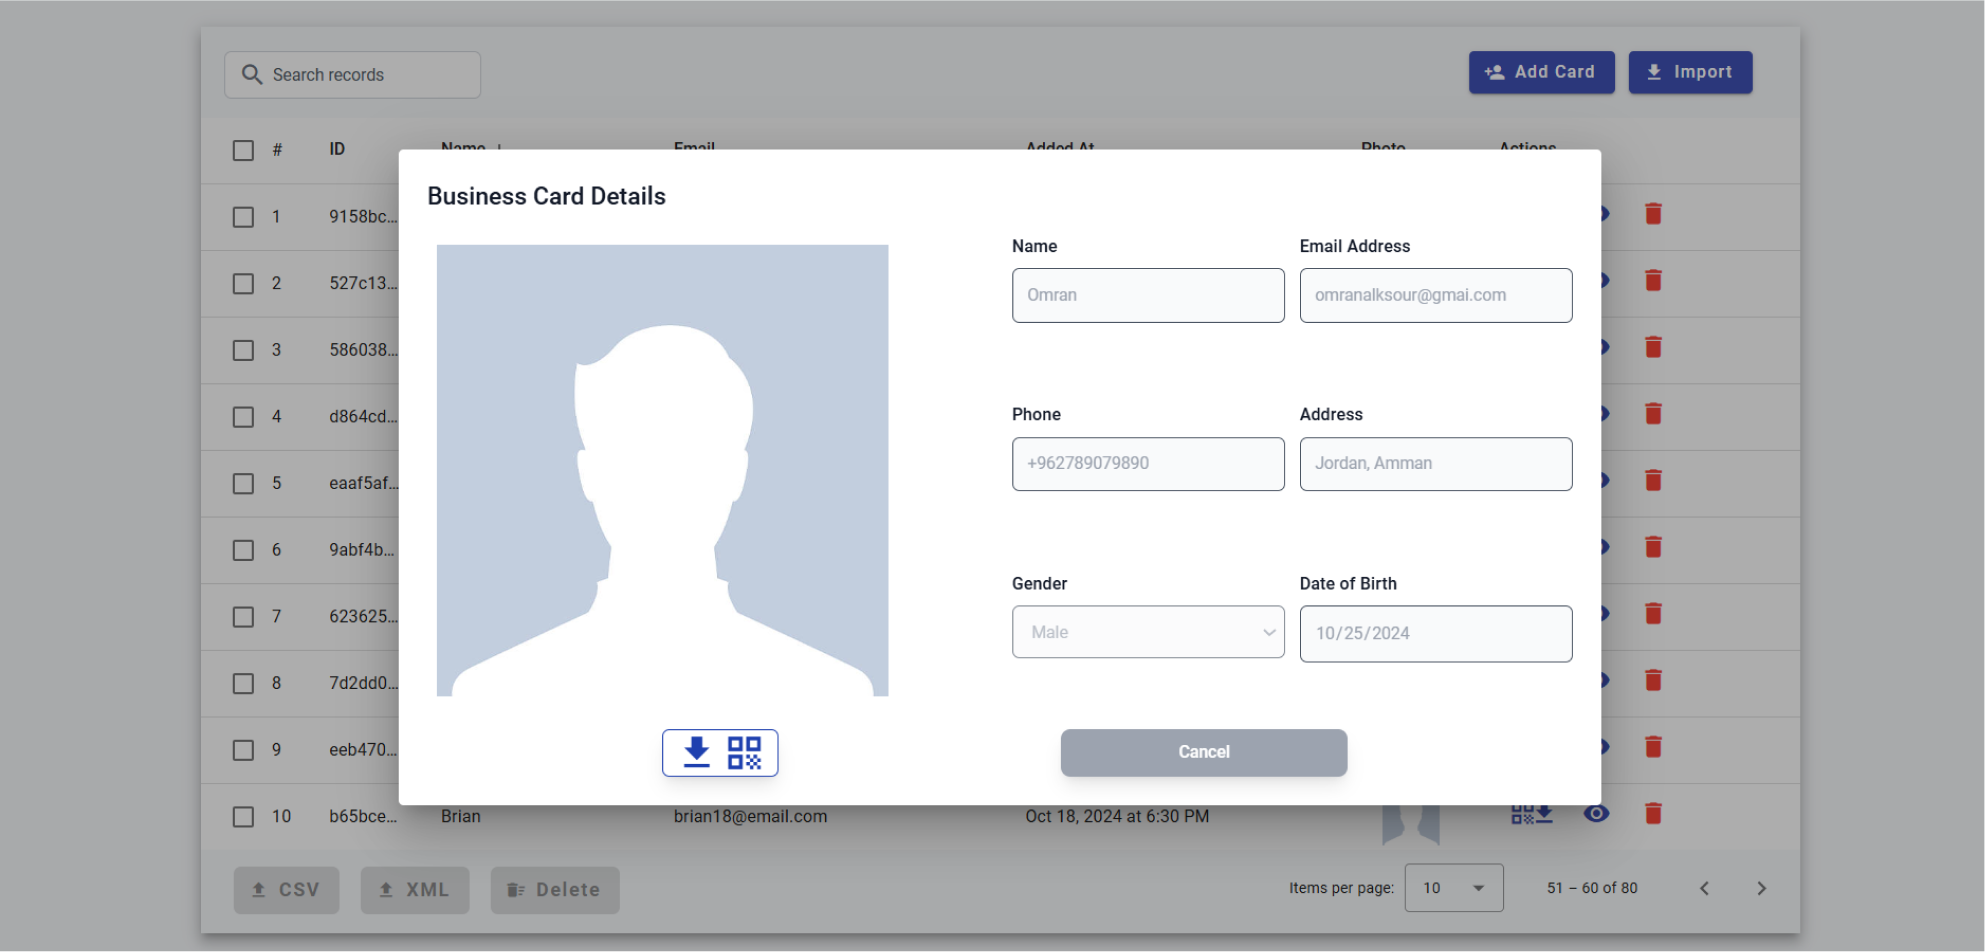 Search records
Add Card
Import
# ID Name Email Added At Photo Actions
Business Card Details
Name Email Address
Omran omranalksour@gmai.com
Phone Address
+962789079890 Jordan, Amman
Gender Date of Birth
Male 10/25/2024
Cancel
1 9158bc...
2 527c13...
3 586038...
4 d864cd...
5 eaaf5af...
6 9abf4b...
7 623625...
8 7d2dd0...
9 eeb470...
10 b65bce... Brian brian18@email.com Oct 18, 2024 at 6:30 PM
CSV XML Delete Items per page: 10 51 – 60 of 80